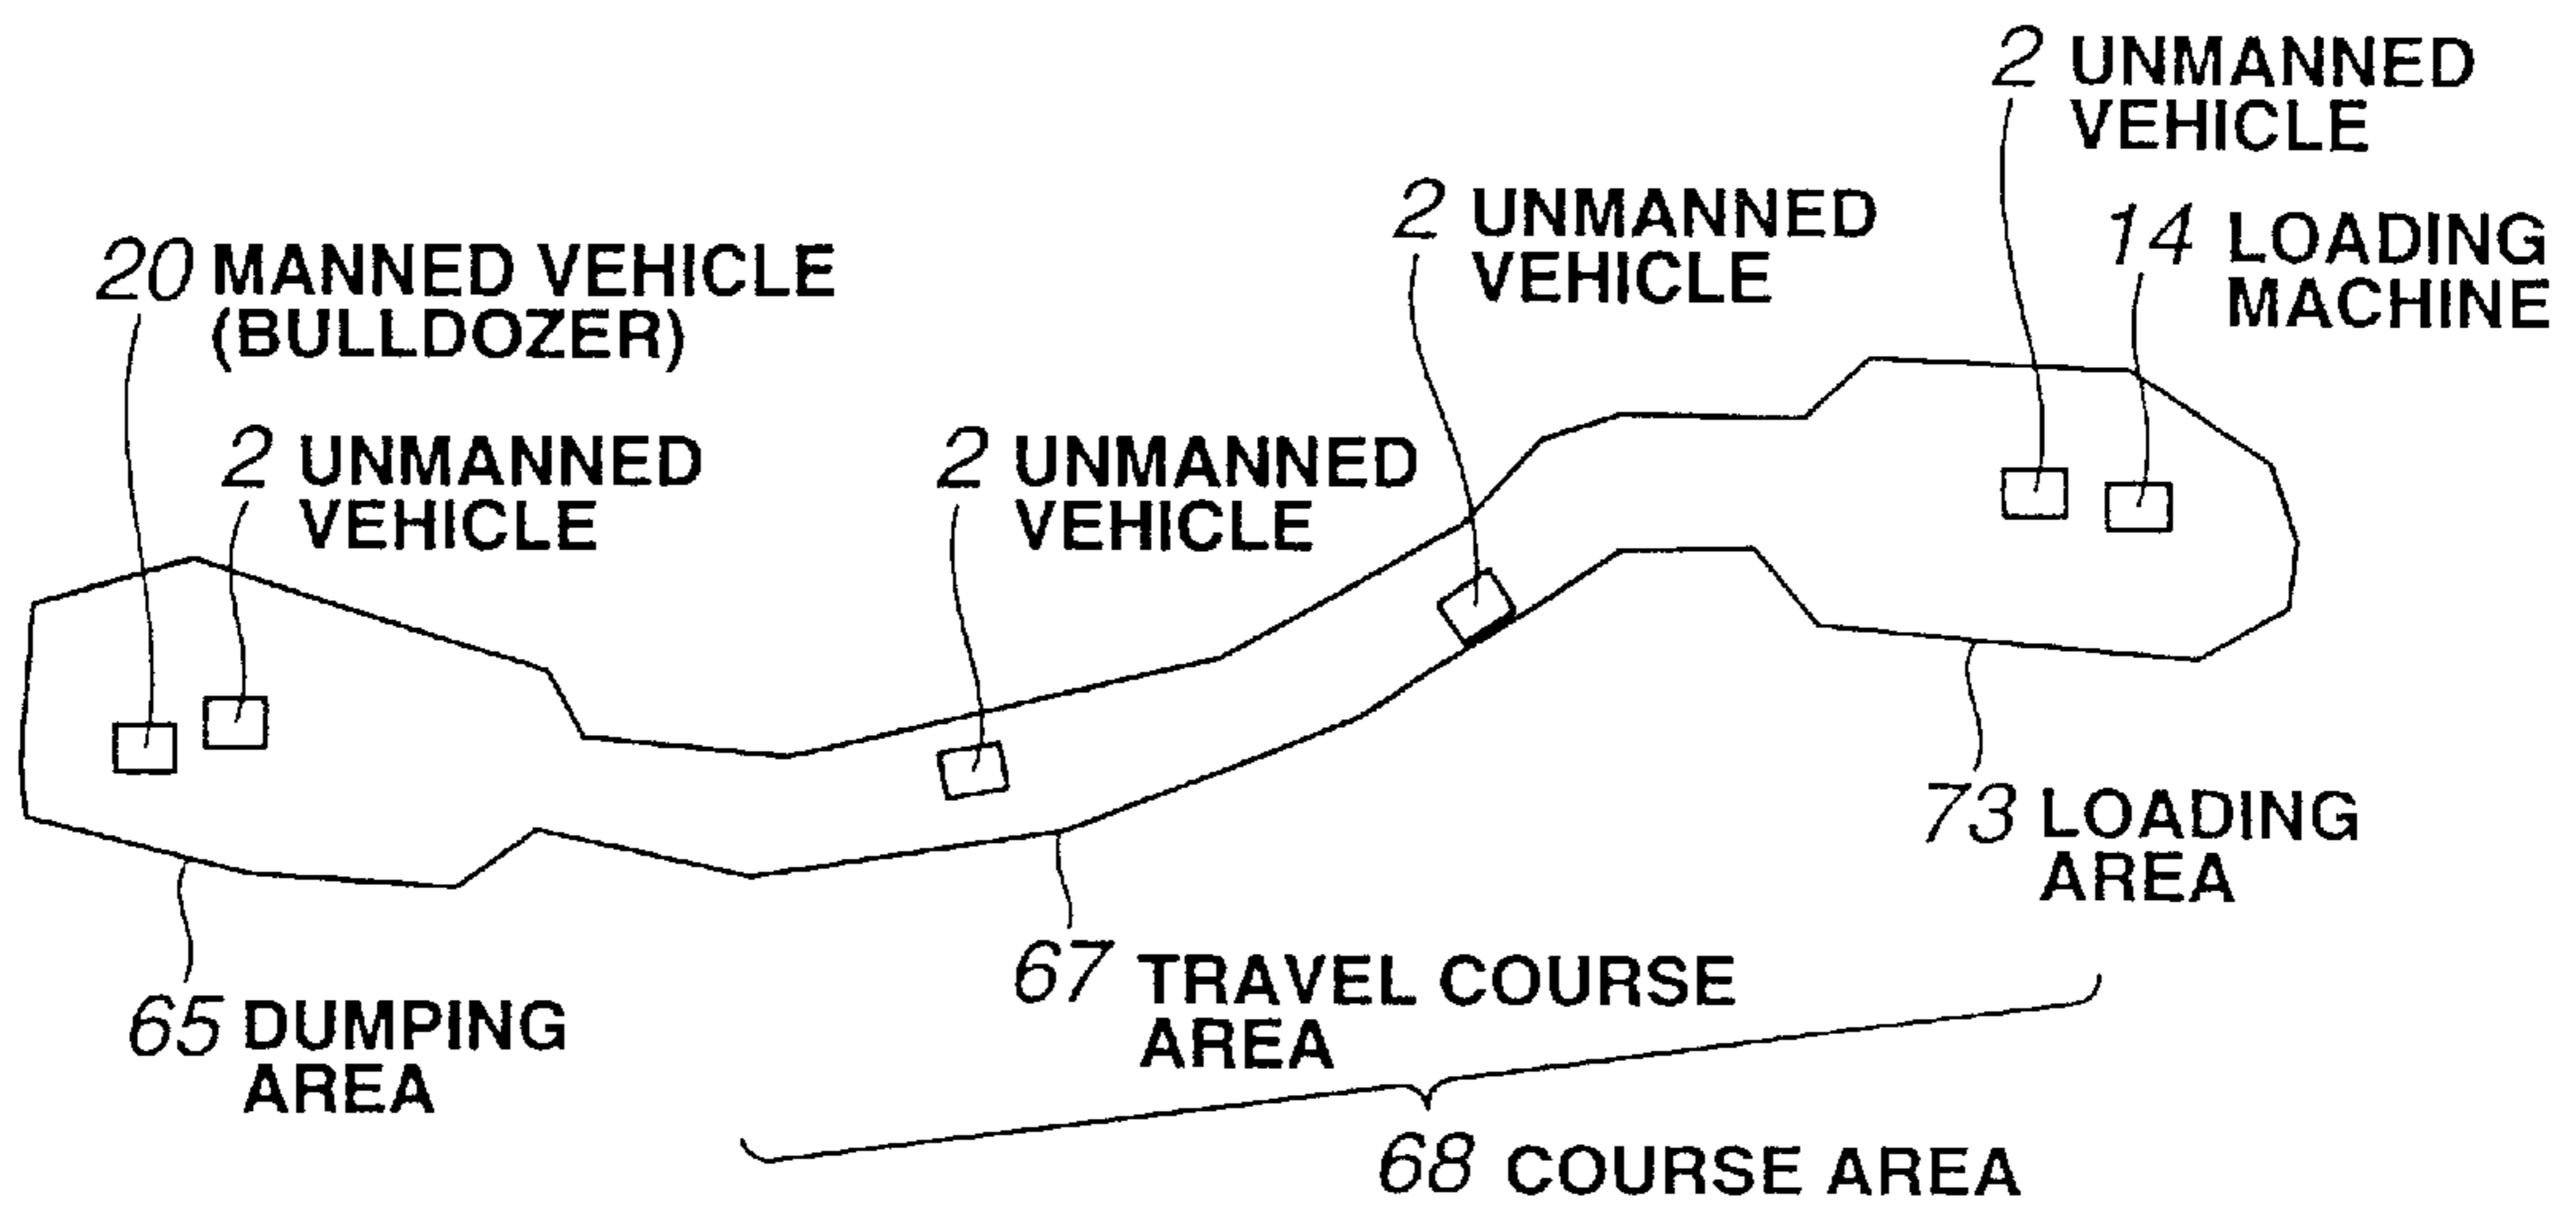 2 UNMANNED
VEHICLE
2 UNMANNED
VEHICLE
14 LOADING
MACHINE
20 MANNED VEHICLE
(BULLDOZER)
2 UNMANNED
VEHICLE
2 UNMANNED
VEHICLE
73 LOADING
AREA
67 TRAVEL COURSE
AREA
65 DUMPING
AREA
68 COURSE AREA